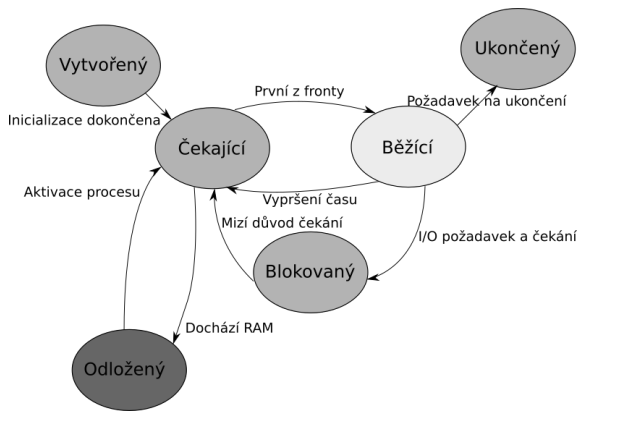 Vytvořený
Ukončený
První z fronty
Požadavek na ukončení
Inicializace dokončena
Čekající
Běžící
Aktivace procesu
Vypršení času
Mizí důvod čekání
I/O požadavek a čekání
Blokovaný
Dochází RAM
Odložený